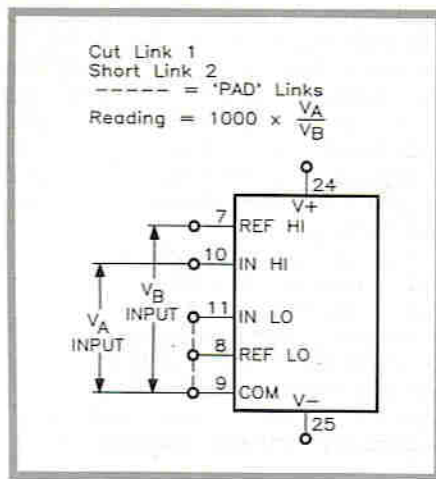 Cut Link 1
Short Link 2
----- = 'PAD' Links
Reading = 1000 x VA/VB
24
V+
7 REF HI
10 IN HI
VB
INPUT
VA
INPUT
11 IN LO
8 REF LO
9 COM
V-
25